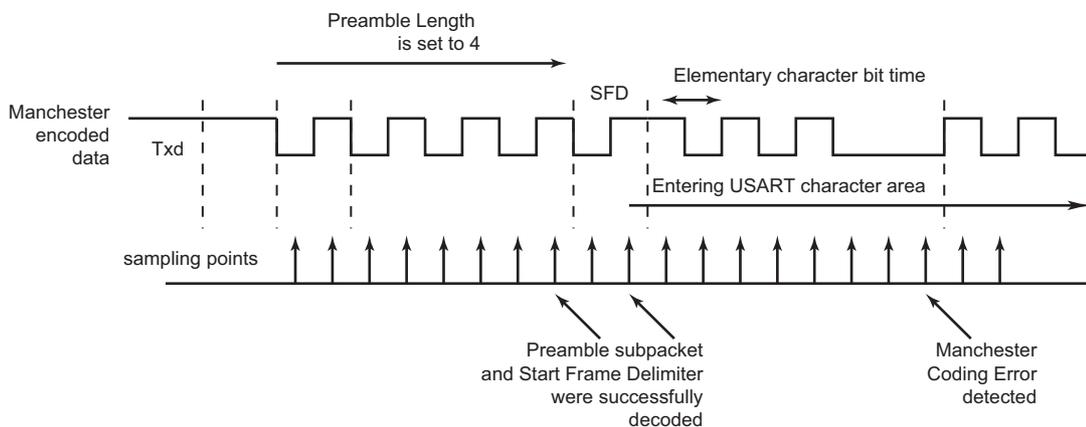 Preamble Length
is set to 4
SFD
Elementary character bit time
Manchester
encoded
data
Txd
Entering USART character area
sampling points
Preamble subpacket
and Start Frame Delimiter
were successfully
decoded
Manchester
Coding Error
detected